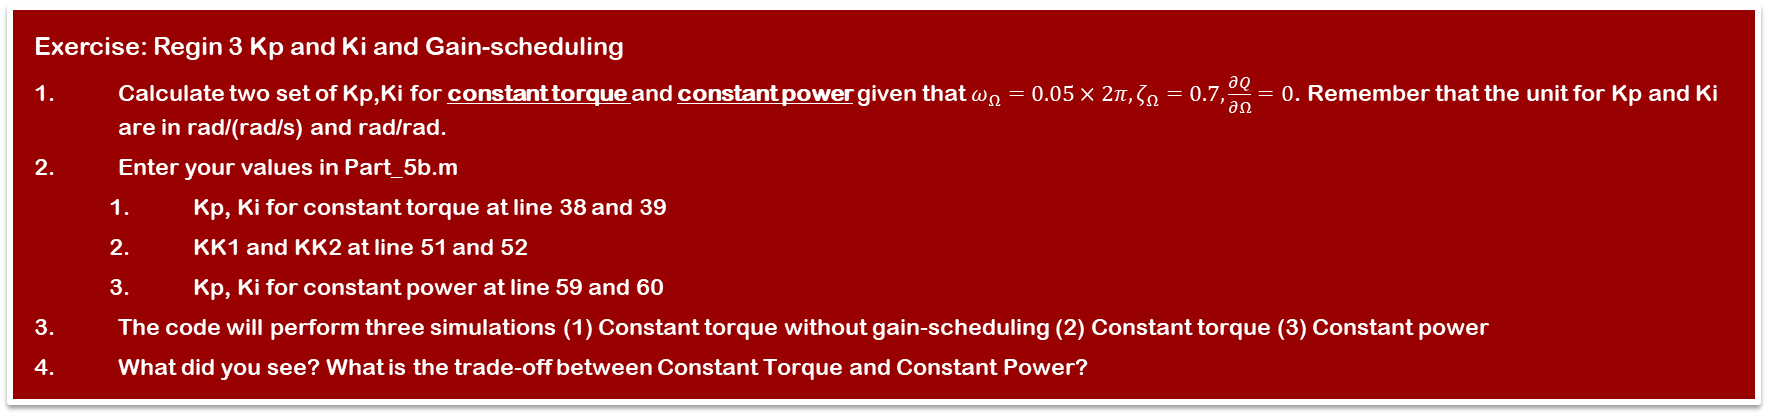 Exercise: Regin 3 Kp and Ki and Gain-scheduling
1. Calculate two set of Kp,Ki for constant torque and constant power given that ω_Ω = 0.05 × 2π, ζ_Ω = 0.7, ∂Q/∂Ω = 0. Remember that the unit for Kp and Ki
are in rad/(rad/s) and rad/rad.
2. Enter your values in Part_5b.m
1. Kp, Ki for constant torque at line 38 and 39
2. KK1 and KK2 at line 51 and 52
3. Kp, Ki for constant power at line 59 and 60
3. The code will perform three simulations (1) Constant torque without gain-scheduling (2) Constant torque (3) Constant power
4. What did you see? What is the trade-off between Constant Torque and Constant Power?